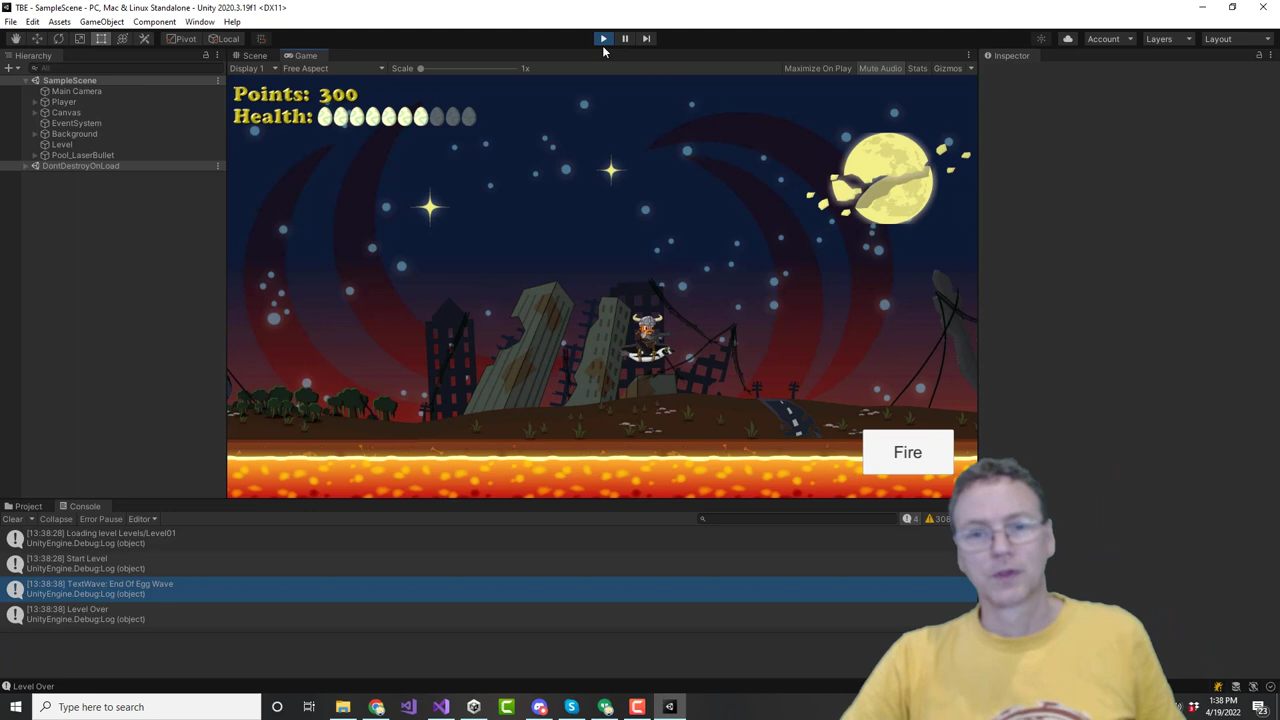 TBE - SampleScene - PC, Mac & Linux Standalone - Unity 2020.3.19f1 <DX11>
File Edit Assets GameObject Component Window Help
Pivot Local Account Layers Layout
Hierarchy Scene Game Inspector
All Display 1 Free Aspect Scale 1x Maximize On Play Mute Audio Stats Gizmos
SampleScene
Main Camera
Player
Canvas
EventSystem
Background
Level
Pool_LaserBullet
DontDestroyOnLoad
Points: 300
Health:
Fire
Project Console
Clear Collapse Error Pause Editor 4 308
[13:38:28] Loading level Levels/Level01
UnityEngine.Debug:Log (object)
[13:38:28] Start Level
UnityEngine.Debug:Log (object)
[13:38:38] TextWave: End Of Egg Wave
UnityEngine.Debug:Log (object)
[13:38:38] Level Over
UnityEngine.Debug:Log (object)
Level Over
Type here to search
1:38 PM
4/19/2022
23